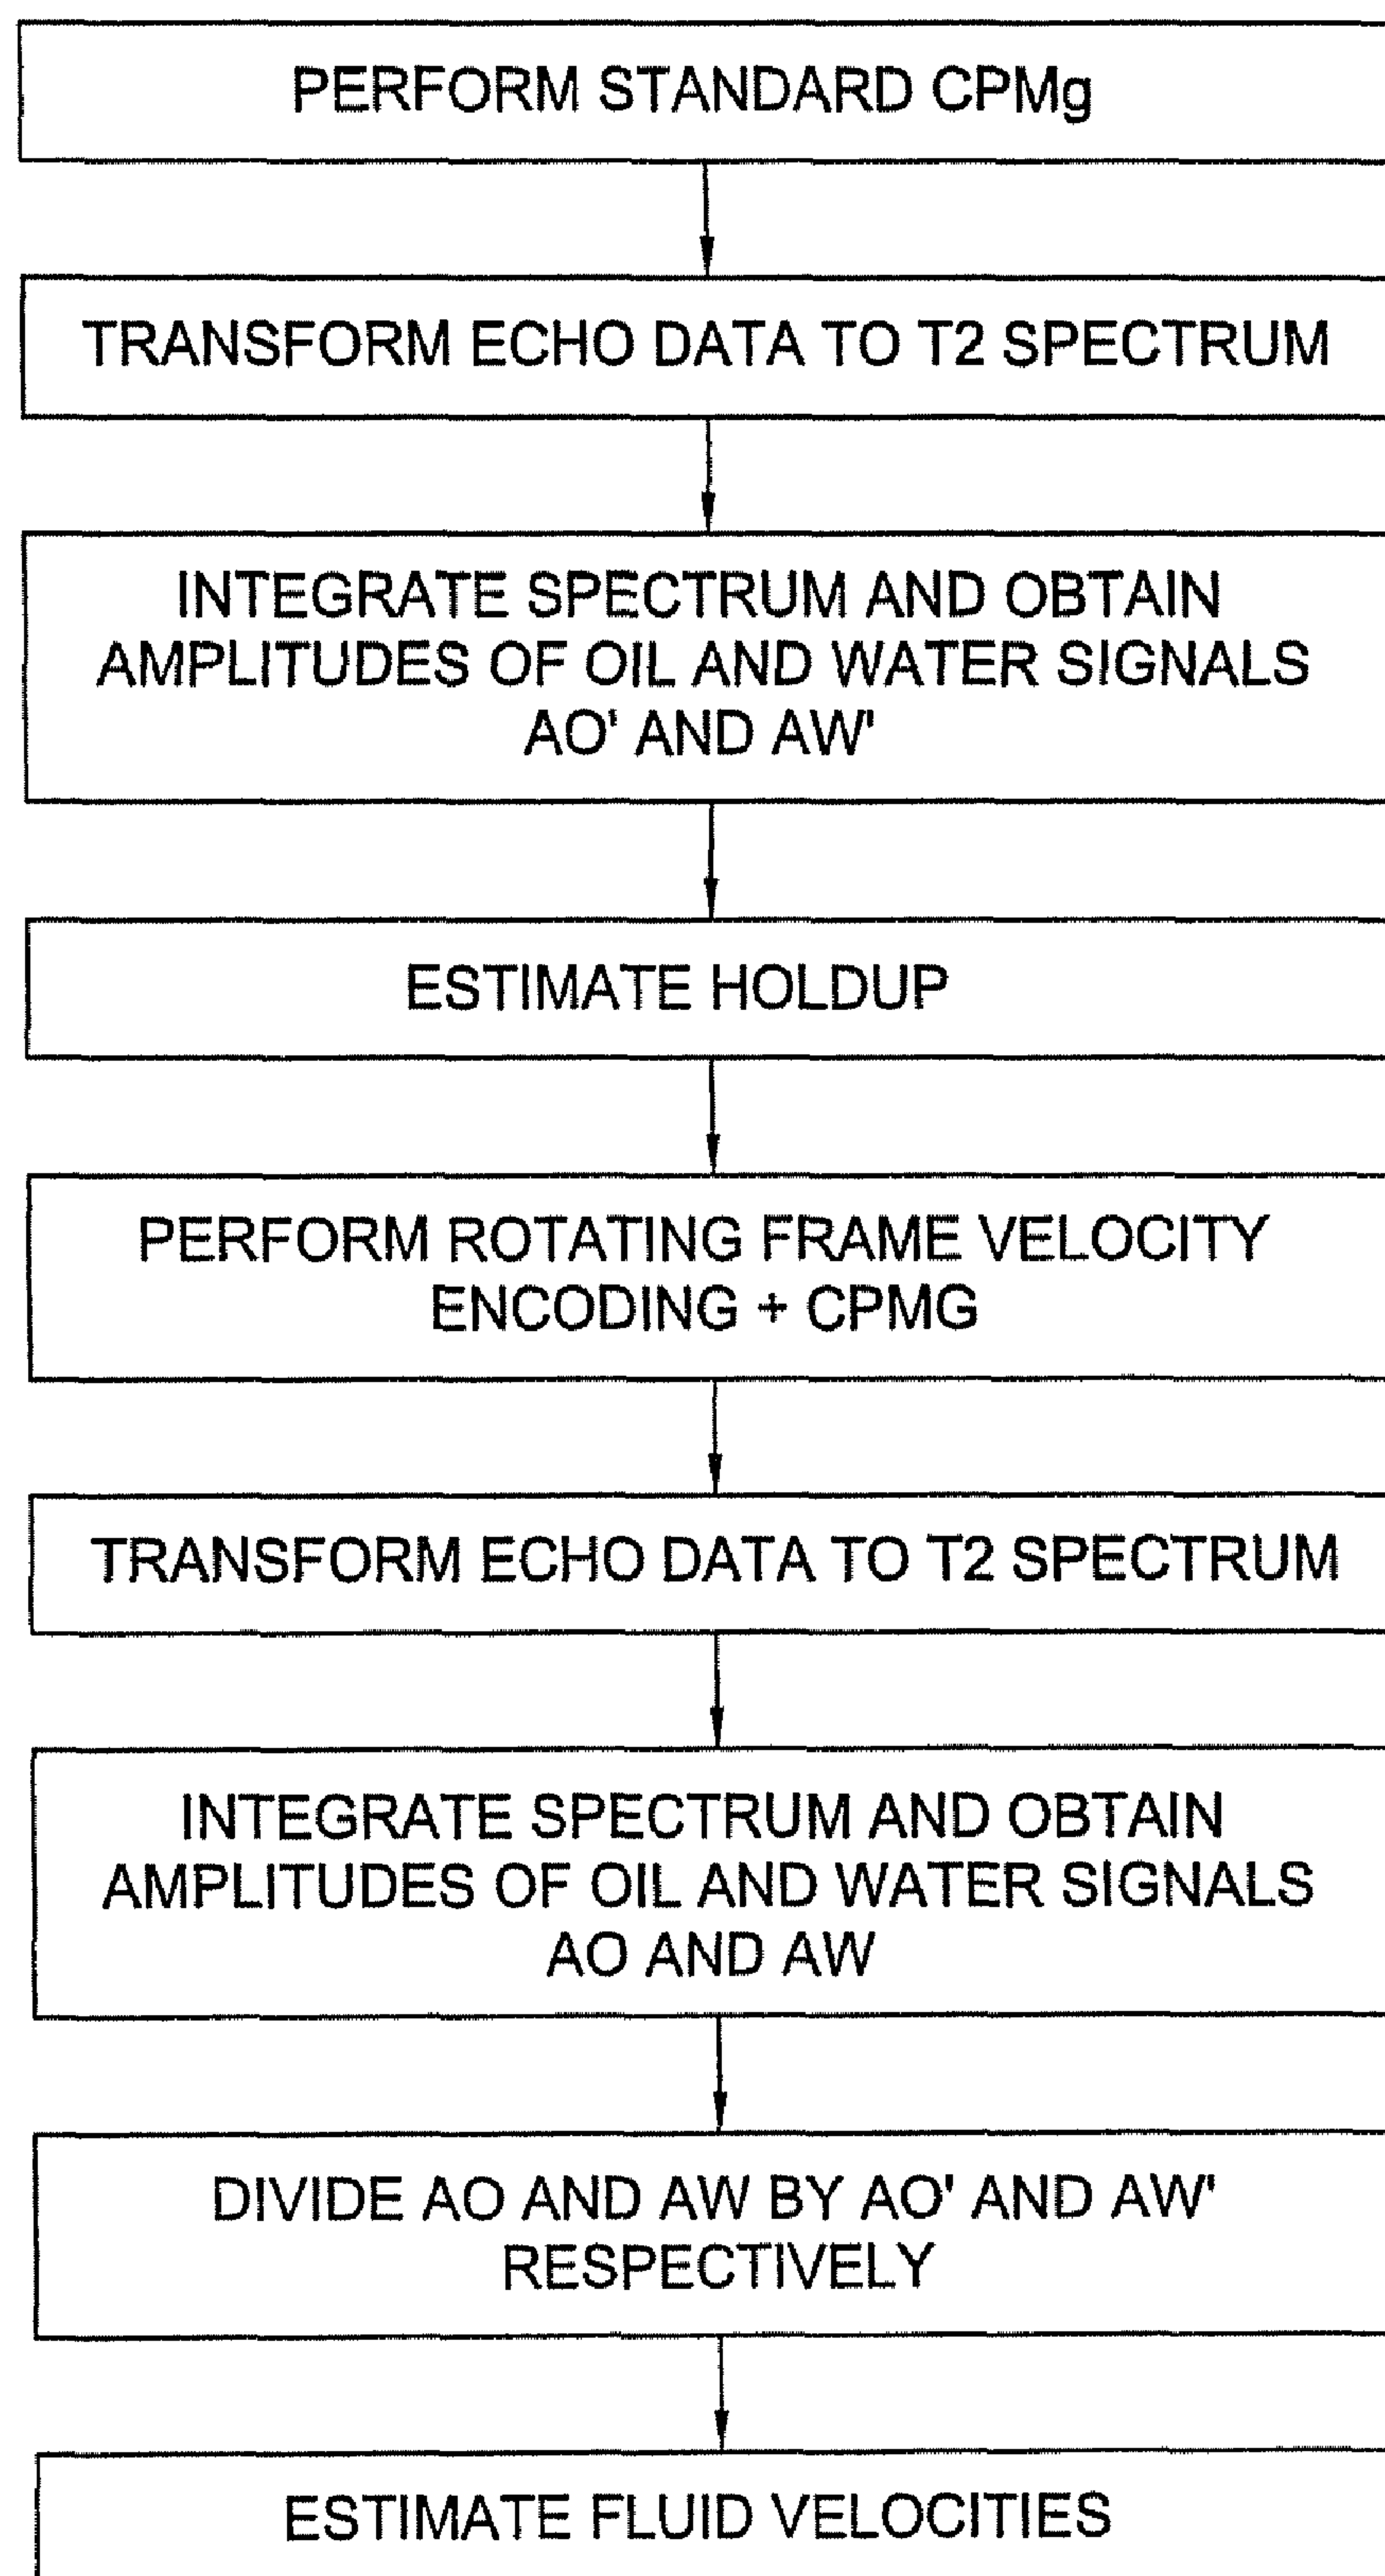 PERFORM STANDARD CPMg
TRANSFORM ECHO DATA TO T2 SPECTRUM
INTEGRATE SPECTRUM AND OBTAIN
AMPLITUDES OF OIL AND WATER SIGNALS
AO' AND AW'
ESTIMATE HOLDUP
PERFORM ROTATING FRAME VELOCITY
ENCODING + CPMG
TRANSFORM ECHO DATA TO T2 SPECTRUM
INTEGRATE SPECTRUM AND OBTAIN
AMPLITUDES OF OIL AND WATER SIGNALS
AO AND AW
DIVIDE AO AND AW BY AO' AND AW'
RESPECTIVELY
ESTIMATE FLUID VELOCITIES